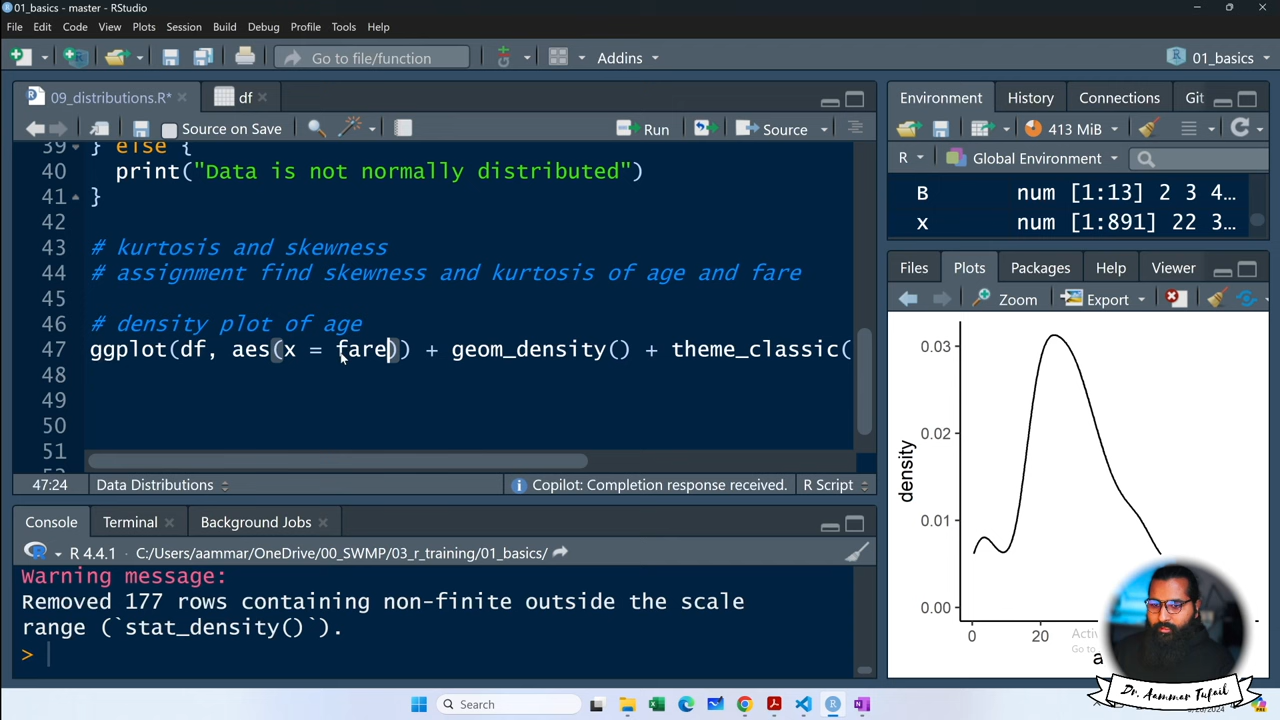 01_basics - master - RStudio
File Edit Code View Plots Session Build Debug Profile Tools Help
Go to file/function Addins 01_basics
09_distributions.R* df
Source on Save Run Source
39 } else {
40 print("Data is not normally distributed")
41 }
42
43 # kurtosis and skewness
44 # assignment find skewness and kurtosis of age and fare
45
46 # density plot of age
47 ggplot(df, aes(x = fare)) + geom_density() + theme_classic(
48
49
50
51
47:24 Data Distributions Copilot: Completion response received. R Script
Console Terminal Background Jobs
R 4.4.1 · C:/Users/aammar/OneDrive/00_SWMP/03_r_training/01_basics/
Warning message:
Removed 177 rows containing non-finite outside the scale
range (`stat_density()`).
>
Environment History Connections Git
413 MiB
R Global Environment
B num [1:13] 2 3 4…
x num [1:891] 22 3…
Files Plots Packages Help Viewer
Zoom Export
0.03
0.02
0.01
0.00
density
0 20
Dr. Aammar Tufail
Search